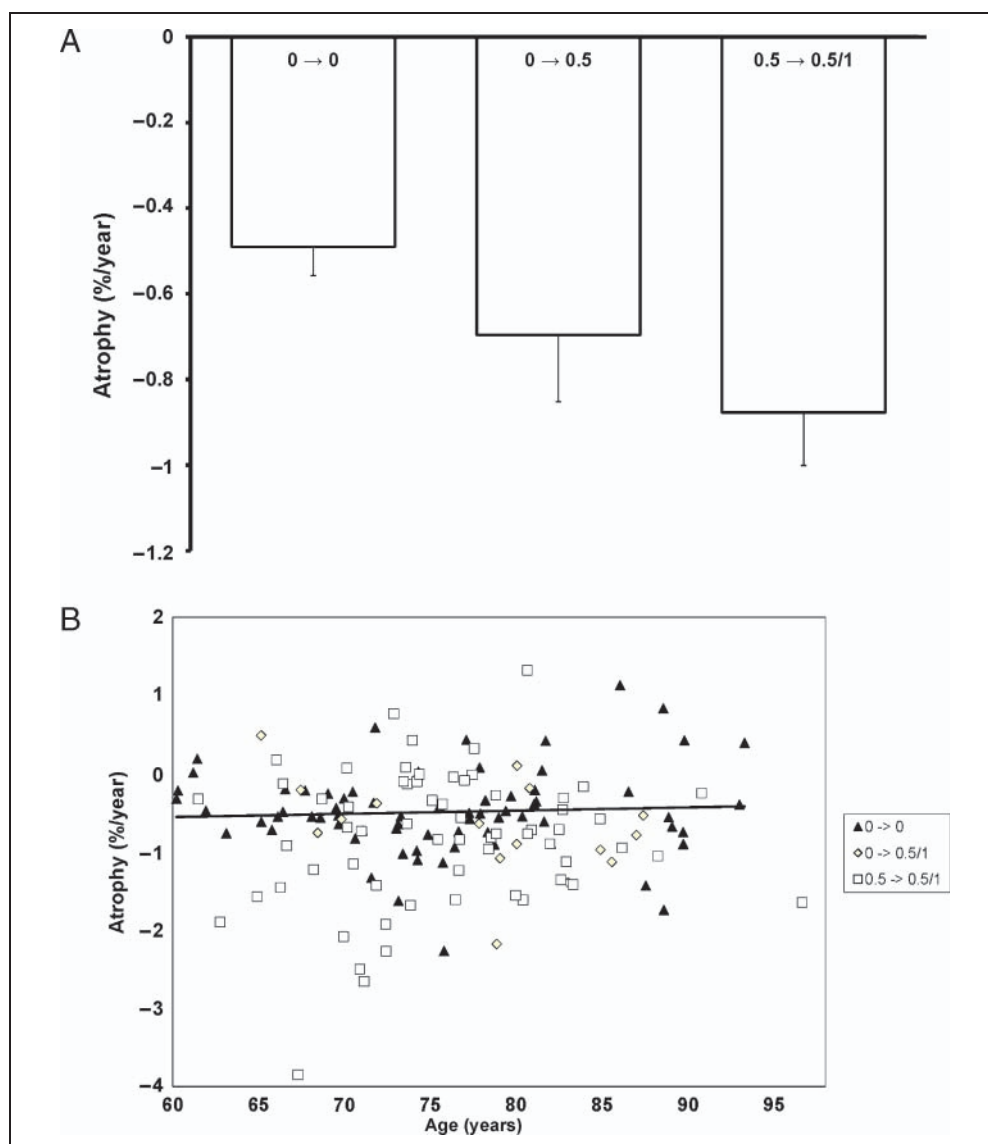 A
0
0 → 0
0 → 0.5
0.5 → 0.5/1
−0.2
−0.4
−0.6
−0.8
−1
−1.2
Atrophy (%/year)
B
2
1
0
−1
−2
−3
−4
Atrophy (%/year)
60
65
70
75
80
85
90
95
Age (years)
0 -> 0
0 -> 0.5/1
0.5 -> 0.5/1